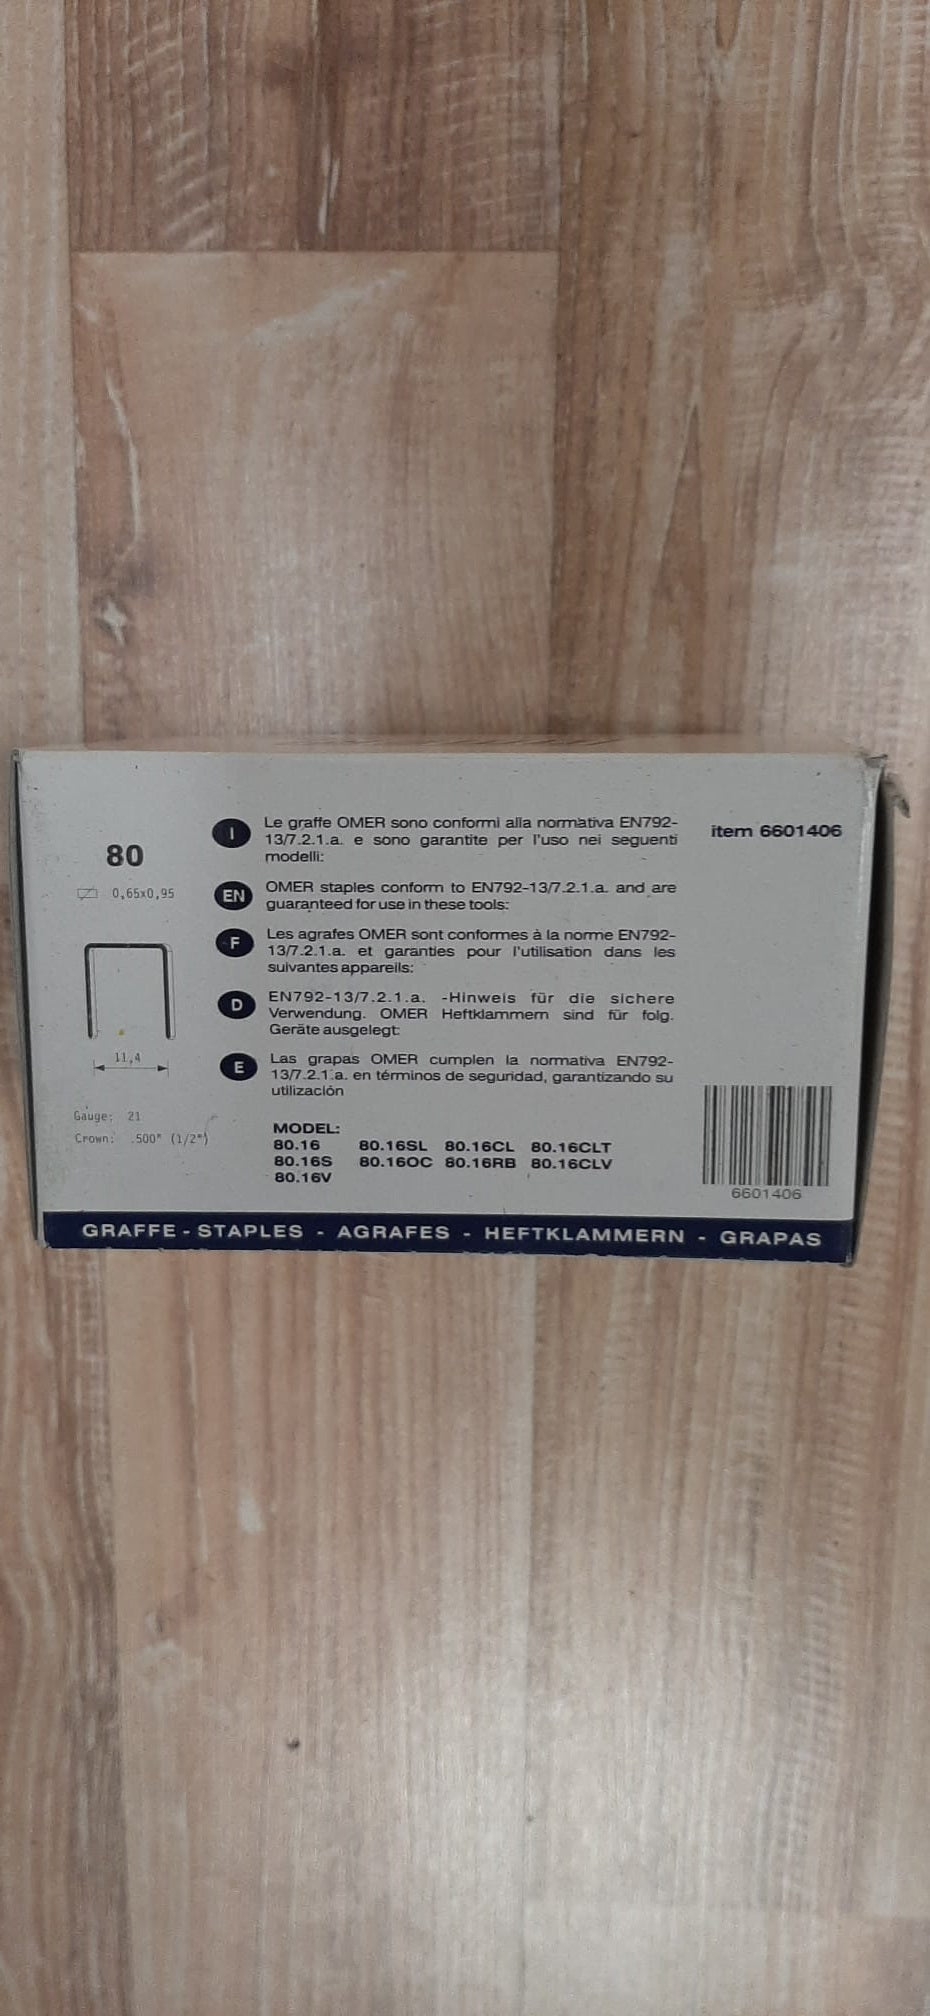 80
0,65x0,95
11,4
Gauge: 21
Crown: .500" (1/2")
I
Le graffe OMER sono conformi alla normativa EN792-
13/7.2.1.a. e sono garantite per l'uso nei seguenti
modelli:
EN
OMER staples conform to EN792-13/7.2.1.a. and are
guaranteed for use in these tools:
F
Les agrafes OMER sont conformes à la norme EN792-
13/7.2.1.a. et garanties pour l'utilisation dans les
suivantes appareils:
D
EN792-13/7.2.1.a. -Hinweis für die sichere
Verwendung. OMER Heftklammern sind für folg.
Geräte ausgelegt:
E
Las grapas OMER cumplen la normativa EN792-
13/7.2.1.a. en términos de seguridad, garantizando su
utilización
MODEL:
80.16 80.16SL 80.16CL 80.16CLT
80.16S 80.16OC 80.16RB 80.16CLV
80.16V
item 6601406
6601406
GRAFFE - STAPLES - AGRAFES - HEFTKLAMMERN - GRAPAS